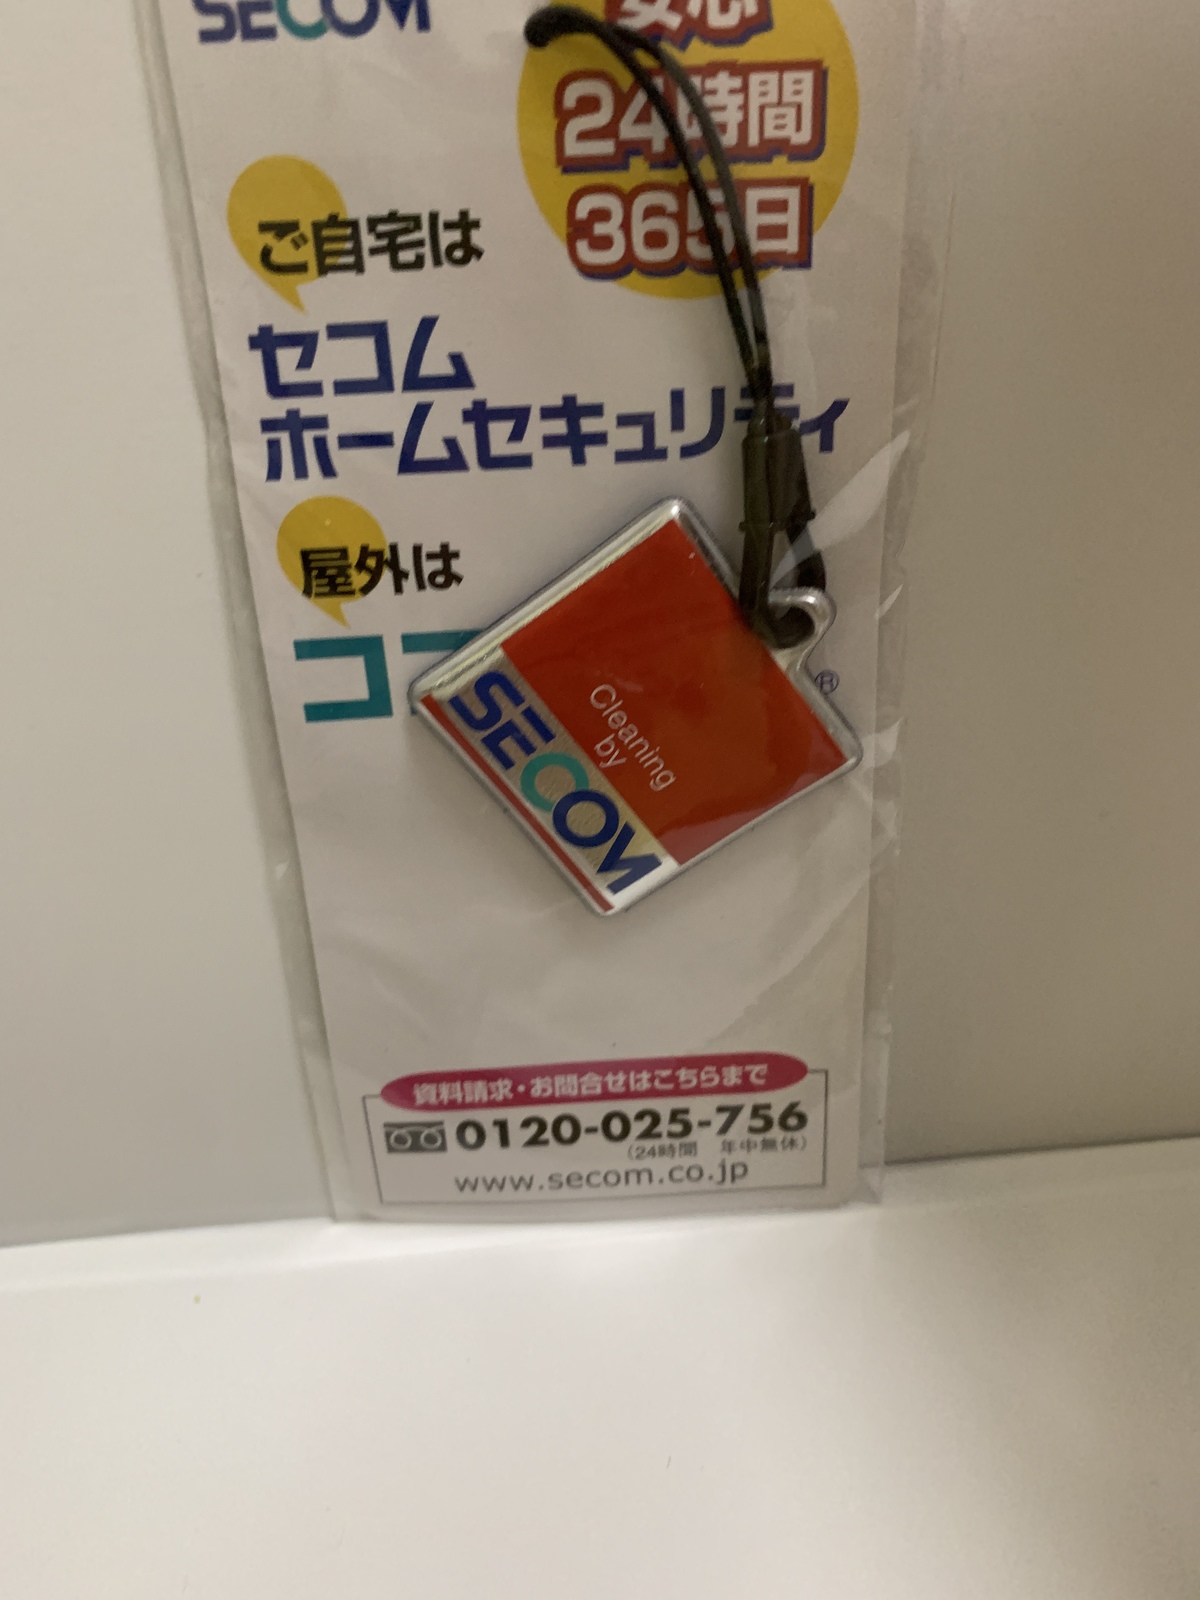 SECOM
安心
24時間
365日
ご自宅は
セコム
ホームセキュリティ
屋外は
コ
®
Cleaning
by
SECOM
資料請求・お問合せはこちらまで
0120-025-756
(24時間 年中無休)
www.secom.co.jp